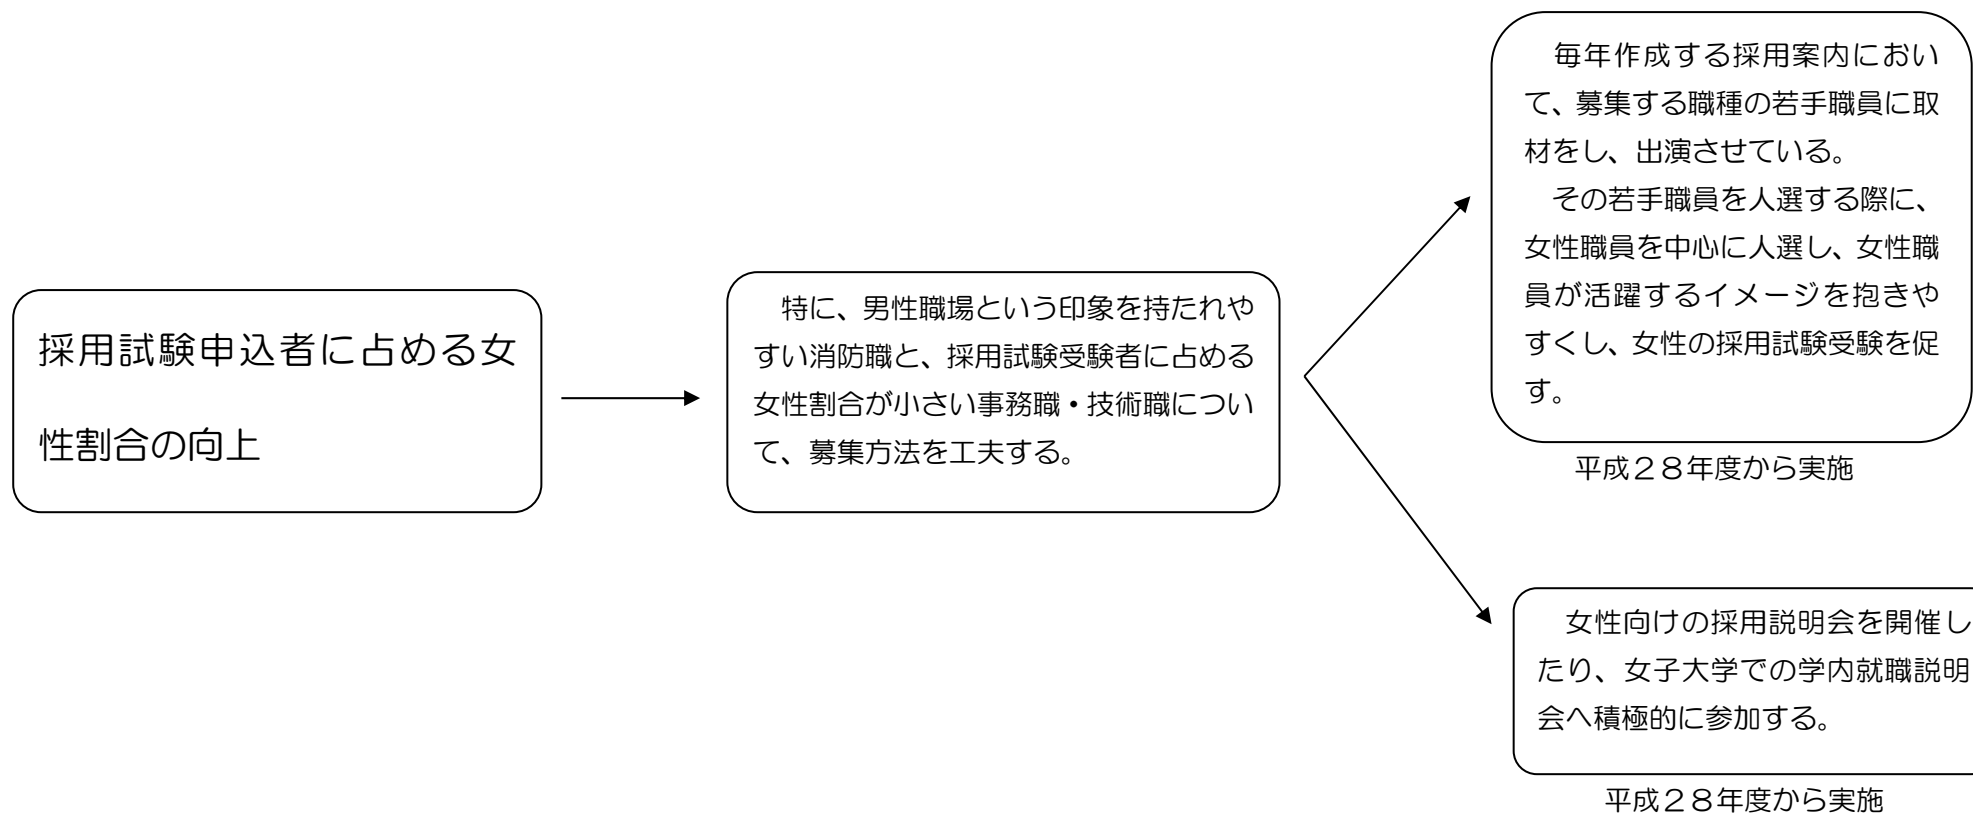 採用試験申込者に占める女
性割合の向上
　特に、男性職場という印象を持たれや
すい消防職と、採用試験受験者に占める
女性割合が小さい事務職・技術職につい
て、募集方法を工夫する。
　毎年作成する採用案内におい
て、募集する職種の若手職員に取
材をし、出演させている。
　その若手職員を人選する際に、
女性職員を中心に人選し、女性職
員が活躍するイメージを抱きや
すくし、女性の採用試験受験を促
す。
平成２８年度から実施
　女性向けの採用説明会を開催し
たり、女子大学での学内就職説明
会へ積極的に参加する。
平成２８年度から実施